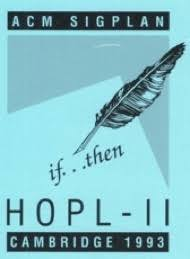 ACM SIGPLAN
if. . .then
HOPL-II
CAMBRIDGE 1993